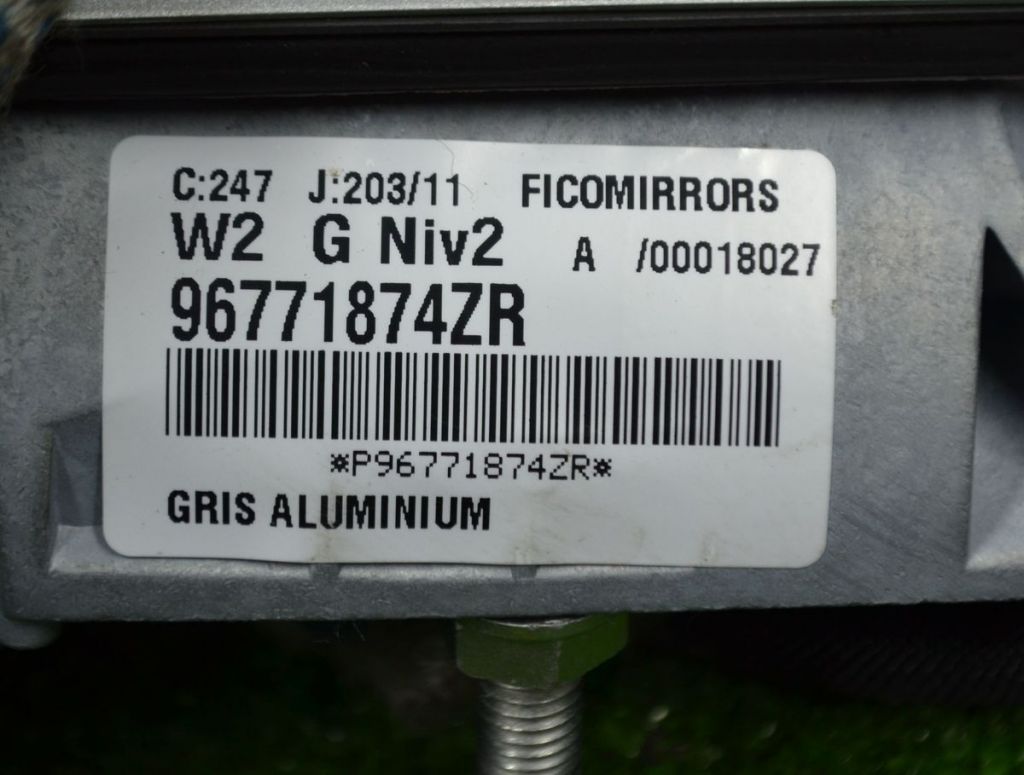 C:247 J:203/11 FICOMIRRORS
W2 G Niv2 A /00018027
96771874ZR
*P96771874ZR*
GRIS ALUMINIUM